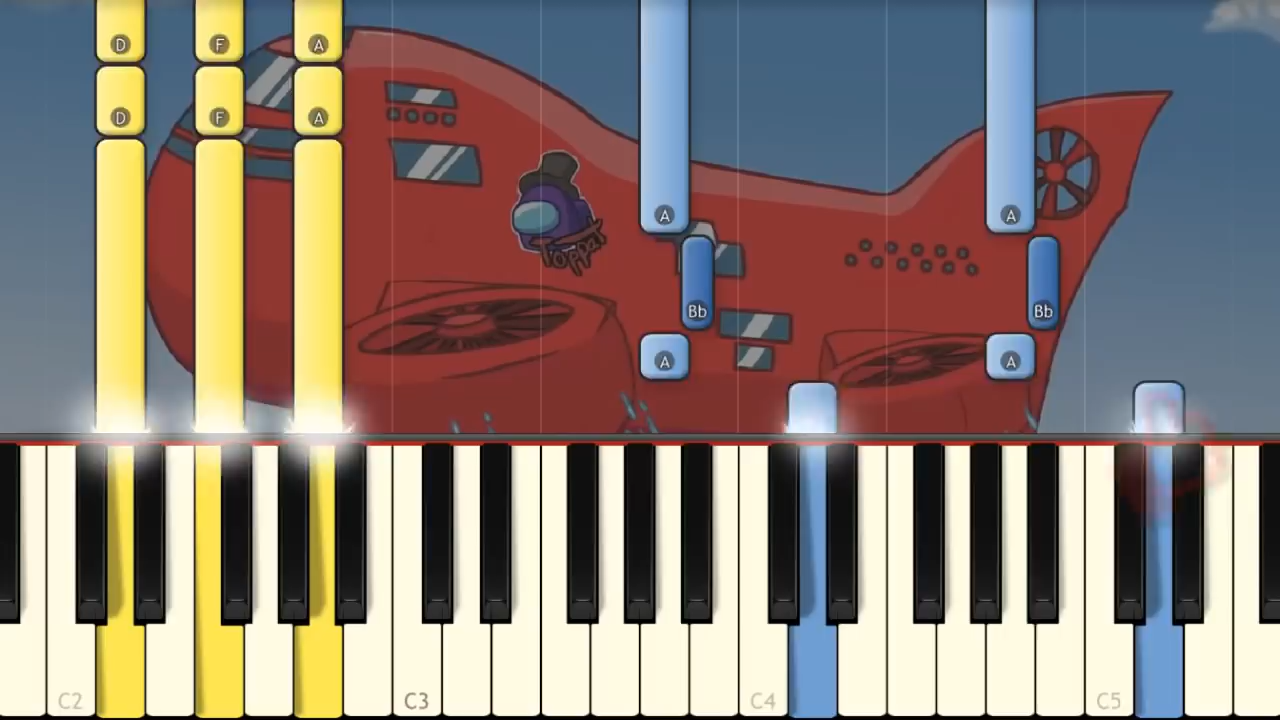 D F A
D F A
A A
Toppat
Bb Bb
A A
C2 C3 C4 C5